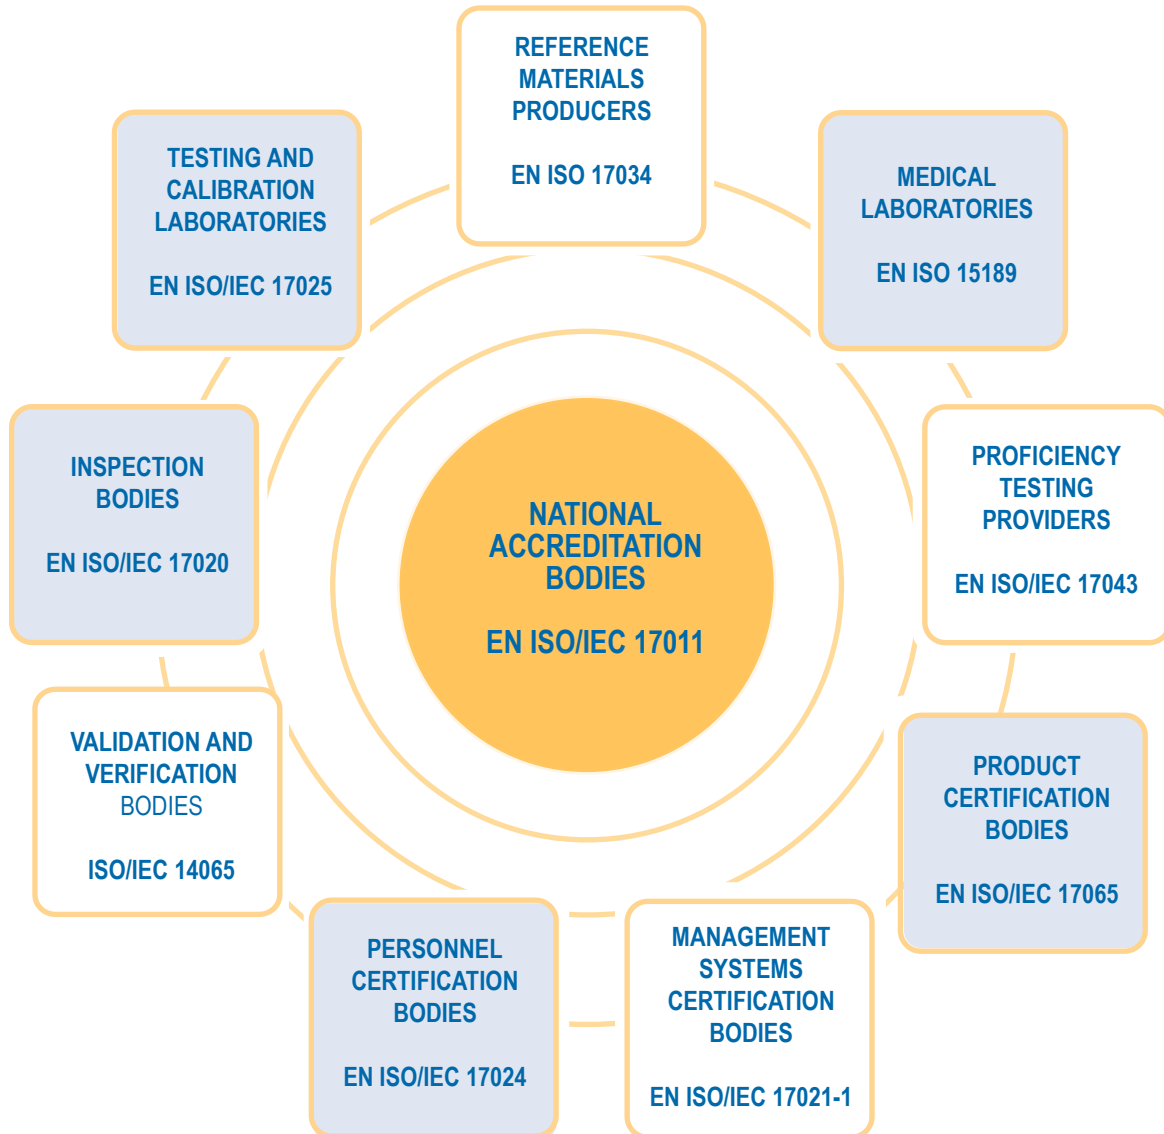 REFERENCE
MATERIALS
PRODUCERS
EN ISO 17034
TESTING AND
CALIBRATION
LABORATORIES
EN ISO/IEC 17025
MEDICAL
LABORATORIES
EN ISO 15189
INSPECTION
BODIES
EN ISO/IEC 17020
NATIONAL
ACCREDITATION
BODIES
EN ISO/IEC 17011
PROFICIENCY
TESTING
PROVIDERS
EN ISO/IEC 17043
VALIDATION AND
VERIFICATION
BODIES
ISO/IEC 14065
PRODUCT
CERTIFICATION
BODIES
EN ISO/IEC 17065
PERSONNEL
CERTIFICATION
BODIES
EN ISO/IEC 17024
MANAGEMENT
SYSTEMS
CERTIFICATION
BODIES
EN ISO/IEC 17021-1